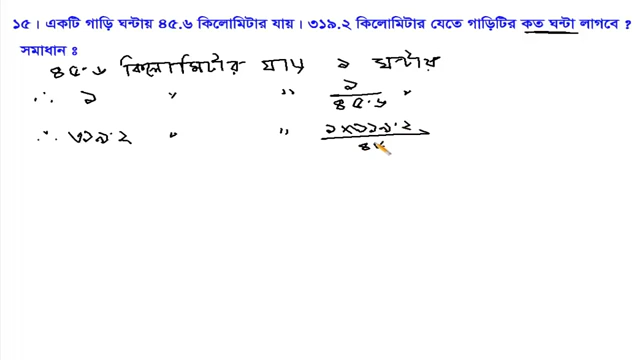 ১৫। একটি গাড়ি ঘন্টায় ৪৫.৬ কিলোমিটার যায়। ৩১৯.২ কিলোমিটার যেতে গাড়িটির কত ঘন্টা লাগবে ?
সমাধান :
৪৫.৬ কিলোমিটার যায় ১ ঘন্টায়
∴ ১ " " ১/৪৫.৬ "
∴ ৩১৯.২ " " ১×৩১৯.২/৪৫